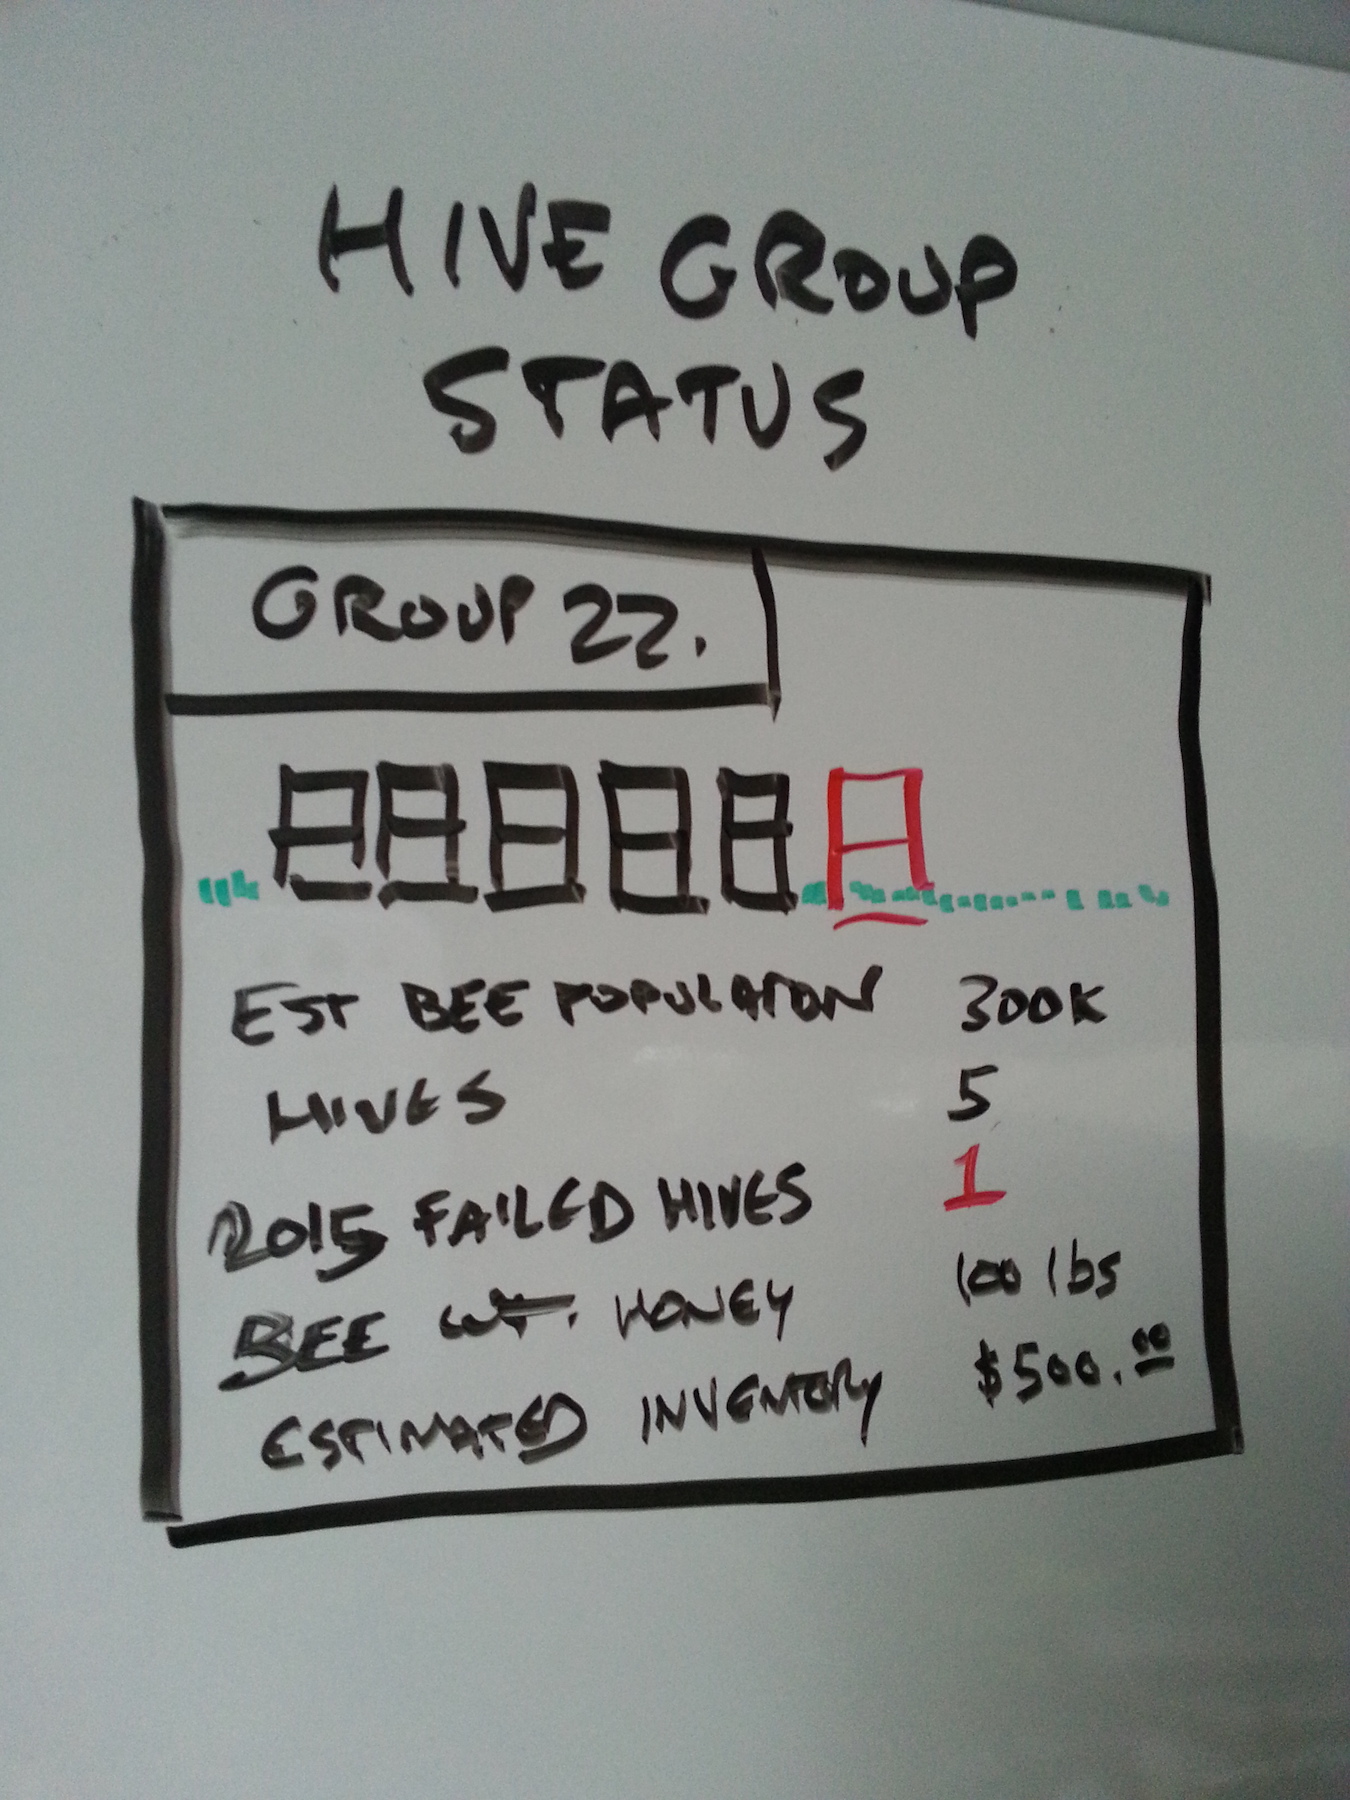 HIVE GROUP
STATUS
GROUP 22.
EST BEE POPULATON 300K
HIVES 5
2015 FAILED HIVES 1
BEE WT. HONEY 100 lbs
ESTIMATED INVENTORY $500.00